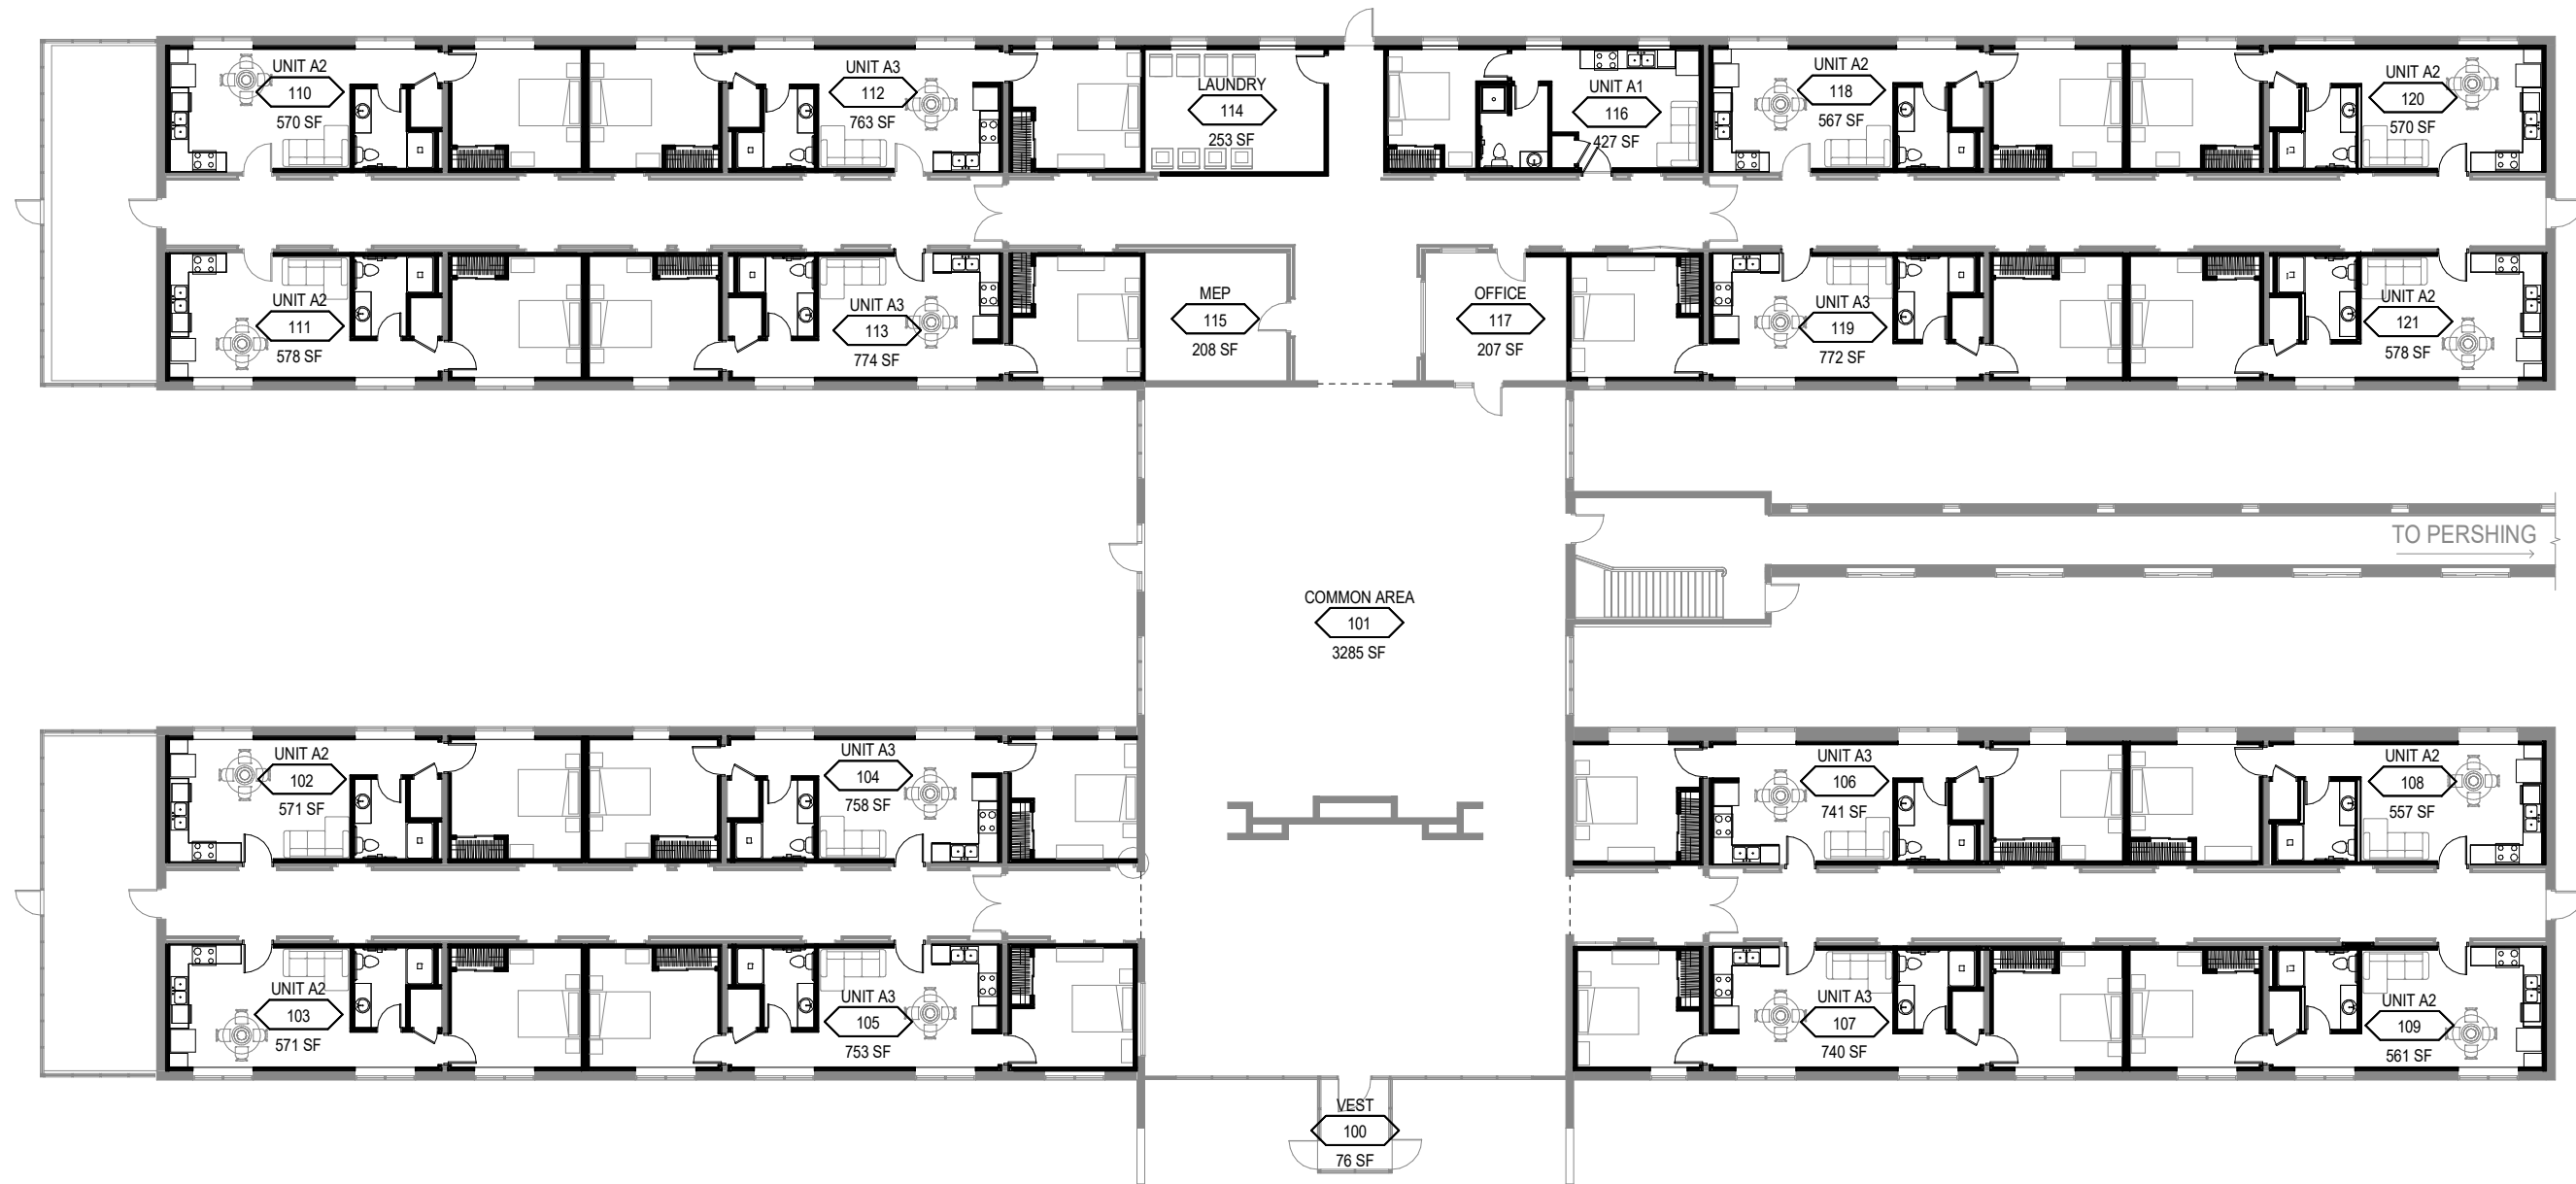 UNIT A2
110
570 SF
UNIT A3
112
763 SF
LAUNDRY
114
253 SF
UNIT A1
116
427 SF
UNIT A2
118
567 SF
UNIT A2
120
570 SF
UNIT A2
111
578 SF
UNIT A3
113
774 SF
MEP
115
208 SF
OFFICE
117
207 SF
UNIT A3
119
772 SF
UNIT A2
121
578 SF
TO PERSHING
COMMON AREA
101
3285 SF
UNIT A2
102
571 SF
UNIT A3
104
758 SF
UNIT A3
106
741 SF
UNIT A2
108
557 SF
UNIT A2
103
571 SF
UNIT A3
105
753 SF
UNIT A3
107
740 SF
UNIT A2
109
561 SF
VEST
100
76 SF